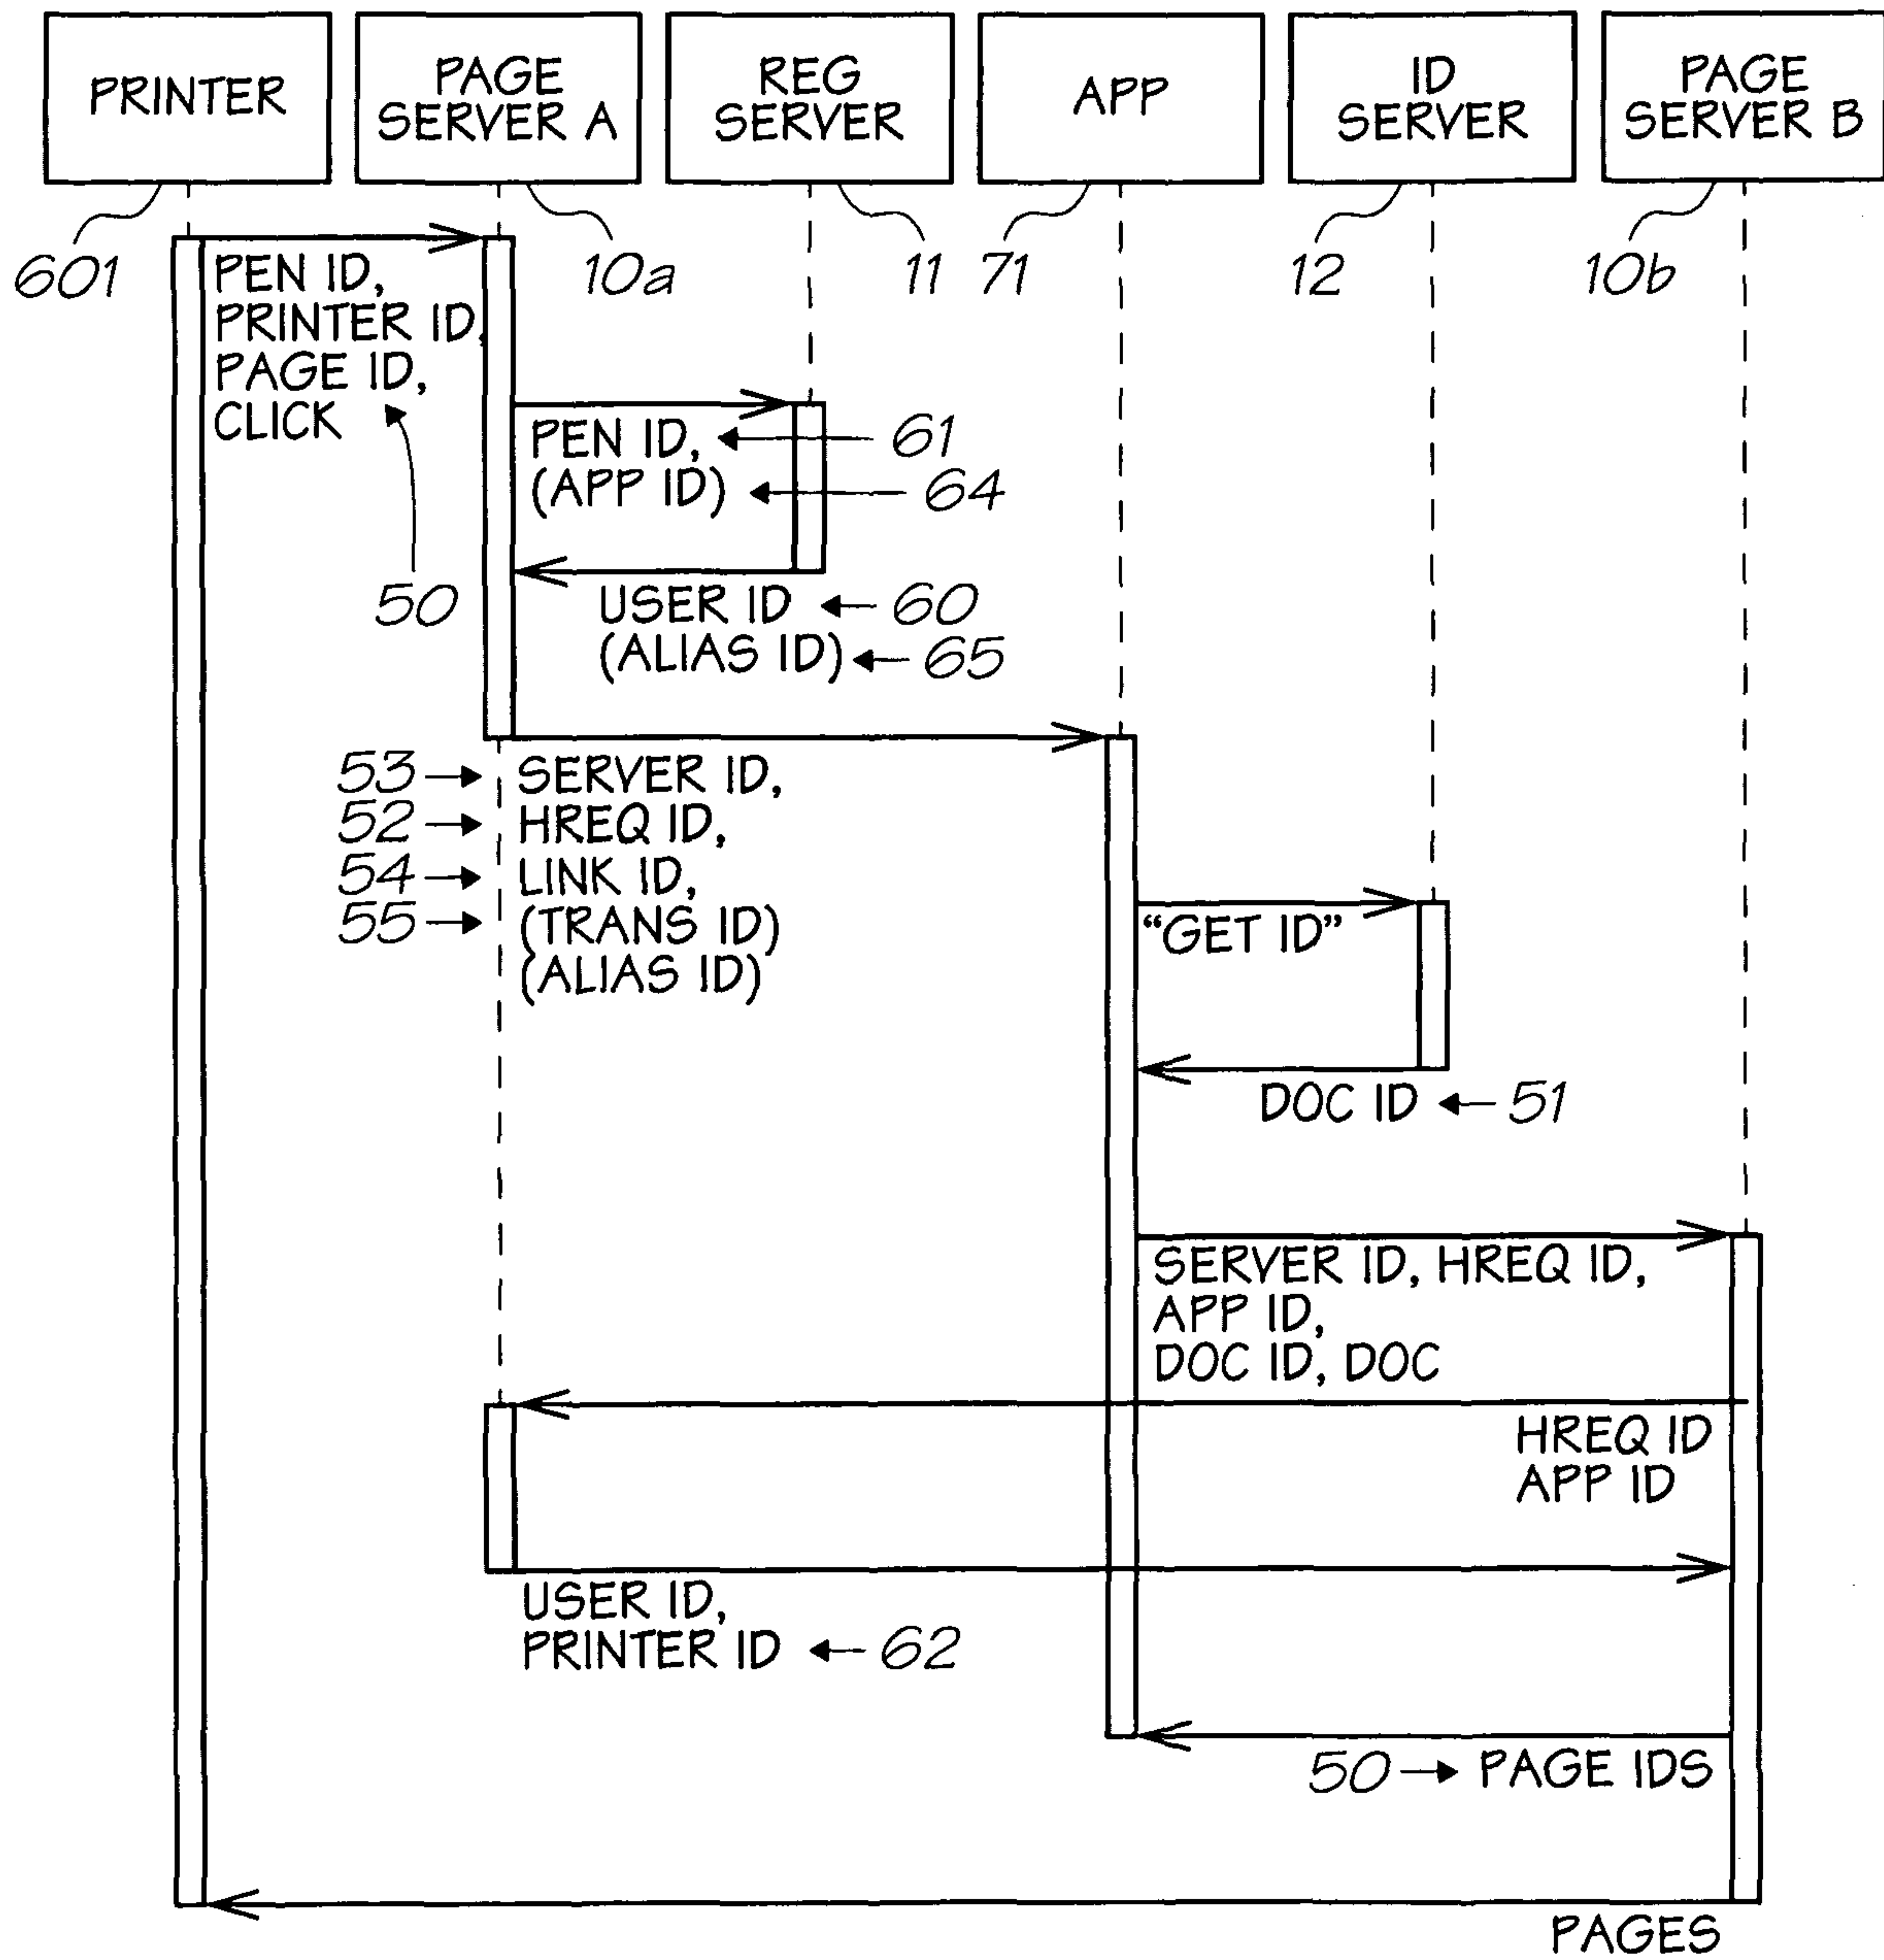 PRINTER
PAGE
SERVER A
REG
SERVER
APP
ID
SERVER
PAGE
SERVER B
601
10a
11
71
12
10b
PEN ID,
PRINTER ID,
PAGE ID,
CLICK
50
PEN ID,
61
(APP ID)
64
USER ID
60
(ALIAS ID)
65
53
SERVER ID,
52
HREQ ID,
54
LINK ID,
55
(TRANS ID)
(ALIAS ID)
“GET ID”
DOC ID
51
SERVER ID, HREQ ID,
APP ID,
DOC ID, DOC
HREQ ID
APP ID
USER ID,
PRINTER ID
62
50
PAGE IDS
PAGES